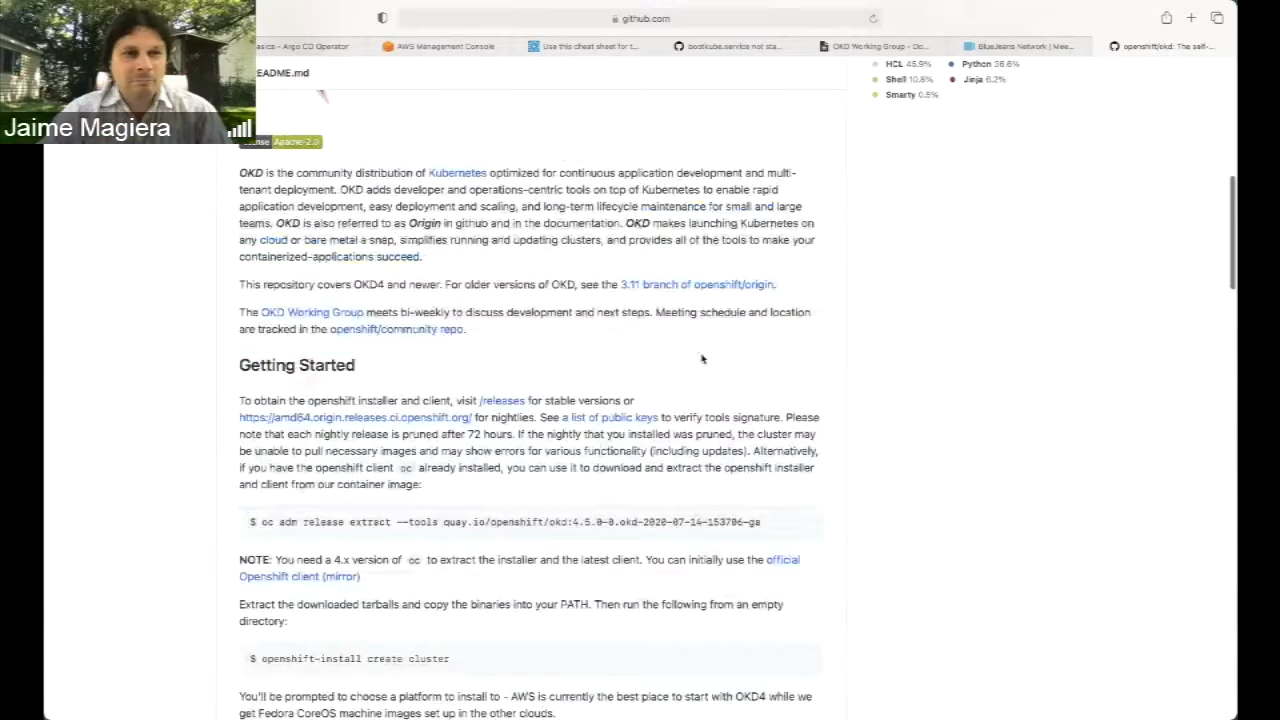 github.com
asics - Argo CD Operator
AWS Management Console
Use this cheat sheet for t...
bootkube.service not sta...
OKD Working Group - Do...
BlueJeans Network | Mee...
openshift/okd: The self-...
EADME.md
HCL 45.9% Python 36.6%
Shell 10.8% Jinja 6.2%
Smarty 0.5%
Jaime Magiera
Apache-2.0
OKD is the community distribution of Kubernetes optimized for continuous application development and multi-
tenant deployment. OKD adds developer and operations-centric tools on top of Kubernetes to enable rapid
application development, easy deployment and scaling, and long-term lifecycle maintenance for small and large
teams. OKD is also referred to as Origin in github and in the documentation. OKD makes launching Kubernetes on
any cloud or bare metal a snap, simplifies running and updating clusters, and provides all of the tools to make your
containerized-applications succeed.
This repository covers OKD4 and newer. For older versions of OKD, see the 3.11 branch of openshift/origin.
The OKD Working Group meets bi-weekly to discuss development and next steps. Meeting schedule and location
are tracked in the openshift/community repo.
Getting Started
To obtain the openshift installer and client, visit /releases for stable versions or
https://amd64.origin.releases.ci.openshift.org/ for nightlies. See a list of public keys to verify tools signature. Please
note that each nightly release is pruned after 72 hours. If the nightly that you installed was pruned, the cluster may
be unable to pull necessary images and may show errors for various functionality (including updates). Alternatively,
if you have the openshift client oc already installed, you can use it to download and extract the openshift installer
and client from our container image:
$ oc adm release extract --tools quay.io/openshift/okd:4.5.0-0.okd-2020-07-14-153706-ga
NOTE: You need a 4.x version of oc to extract the installer and the latest client. You can initially use the official
Openshift client (mirror)
Extract the downloaded tarballs and copy the binaries into your PATH. Then run the following from an empty
directory:
$ openshift-install create cluster
You'll be prompted to choose a platform to install to - AWS is currently the best place to start with OKD4 while we
get Fedora CoreOS machine images set up in the other clouds.